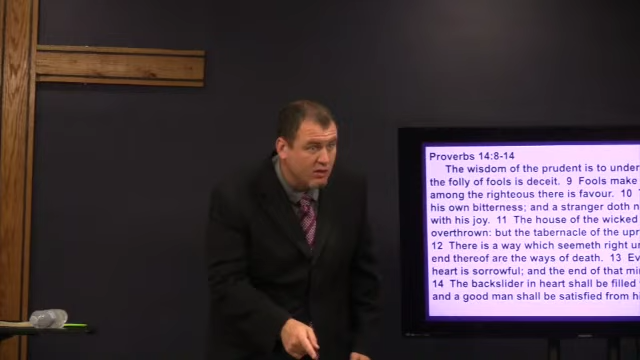 Proverbs 14:8-14
The wisdom of the prudent is to under
the folly of fools is deceit. 9 Fools make
among the righteous there is favour. 10
his own bitterness; and a stranger doth n
with his joy. 11 The house of the wicked
overthrown: but the tabernacle of the upr
12 There is a way which seemeth right un
end thereof are the ways of death. 13 Ev
heart is sorrowful; and the end of that mi
14 The backslider in heart shall be filled
and a good man shall be satisfied from hi